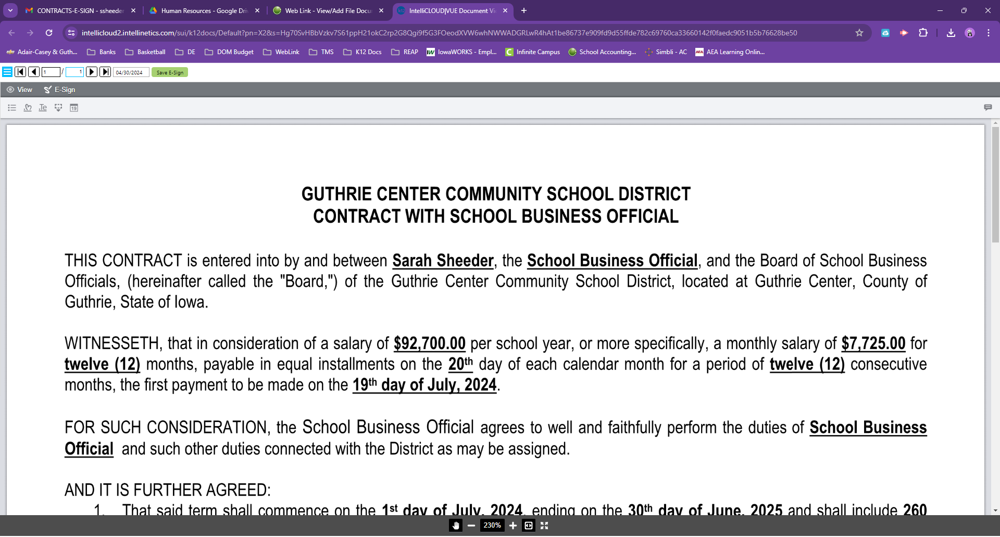 CONTRACTS-E-SIGN - ssheeder
Human Resources - Google Dri
Web Link - View/Add File Docu
IntelliCLOUD|VUE Document Vi
intellicloud2.intellinetics.com/sui/k12docs/Default?pn=X2&s=Hg70SvHBbVzkv7S61ppH21okC2rp2G8Qgi9f5G3FOeodXVW6whNWWADGRLwR4hAt1be86737e909fd9d55ffde782c69760ca33660142f0faedc9051b5b76628be50
Adair-Casey & Guth... Banks Basketball DE DOM Budget WebLink TMS K12 Docs REAP IW IowaWORKS - Empl... C Infinite Campus School Accounting... Simbli - AC AEA AEA Learning Onlin...
1 / 1 04/30/2024 Save E-Sign
View E-Sign
Te 19
GUTHRIE CENTER COMMUNITY SCHOOL DISTRICT
CONTRACT WITH SCHOOL BUSINESS OFFICIAL
THIS CONTRACT is entered into by and between Sarah Sheeder, the School Business Official, and the Board of School Business
Officials, (hereinafter called the "Board,") of the Guthrie Center Community School District, located at Guthrie Center, County of
Guthrie, State of Iowa.
WITNESSETH, that in consideration of a salary of $92,700.00 per school year, or more specifically, a monthly salary of $7,725.00 for
twelve (12) months, payable in equal installments on the 20th day of each calendar month for a period of twelve (12) consecutive
months, the first payment to be made on the 19th day of July, 2024.
FOR SUCH CONSIDERATION, the School Business Official agrees to well and faithfully perform the duties of School Business
Official and such other duties connected with the District as may be assigned.
AND IT IS FURTHER AGREED:
1. That said term shall commence on the 1st day of July, 2024, ending on the 30th day of June, 2025 and shall include 260
230%